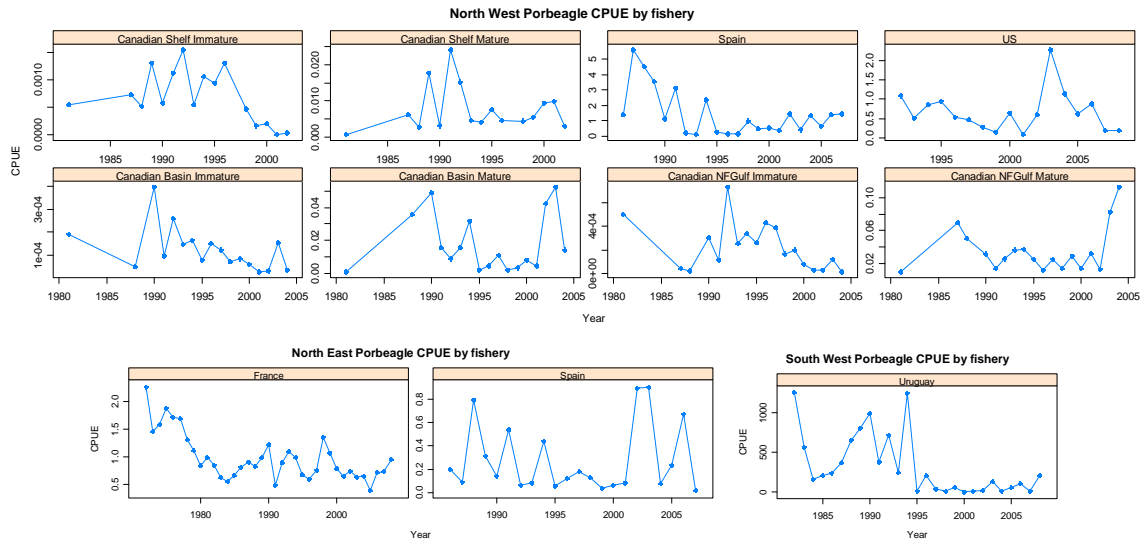 North West Porbeagle CPUE by fishery
Canadian Shelf Immature
Canadian Shelf Mature
Spain
US
0.0000 0.0010
0.000 0.010 0.020
0 1 2 3 4 5
0.0 0.5 1.0 1.5 2.0
1985 1990 1995 2000
1985 1990 1995 2000
1990 1995 2000 2005
1995 2000 2005
CPUE
Canadian Basin Immature
Canadian Basin Mature
Canadian NFGulf Immature
Canadian NFGulf Mature
1e-04 3e-04
0.00 0.02 0.04
0e+00 4e-04
0.02 0.06 0.10
1980 1985 1990 1995 2000 2005
1980 1985 1990 1995 2000 2005
1980 1985 1990 1995 2000 2005
1980 1985 1990 1995 2000 2005
Year
North East Porbeagle CPUE by fishery
France
Spain
CPUE
0.5 1.0 1.5 2.0
0.0 0.2 0.4 0.6 0.8
1980 1990 2000
1990 1995 2000 2005
Year
South West Porbeagle CPUE by fishery
Uruguay
CPUE
0 500 1000
1985 1990 1995 2000 2005
Year